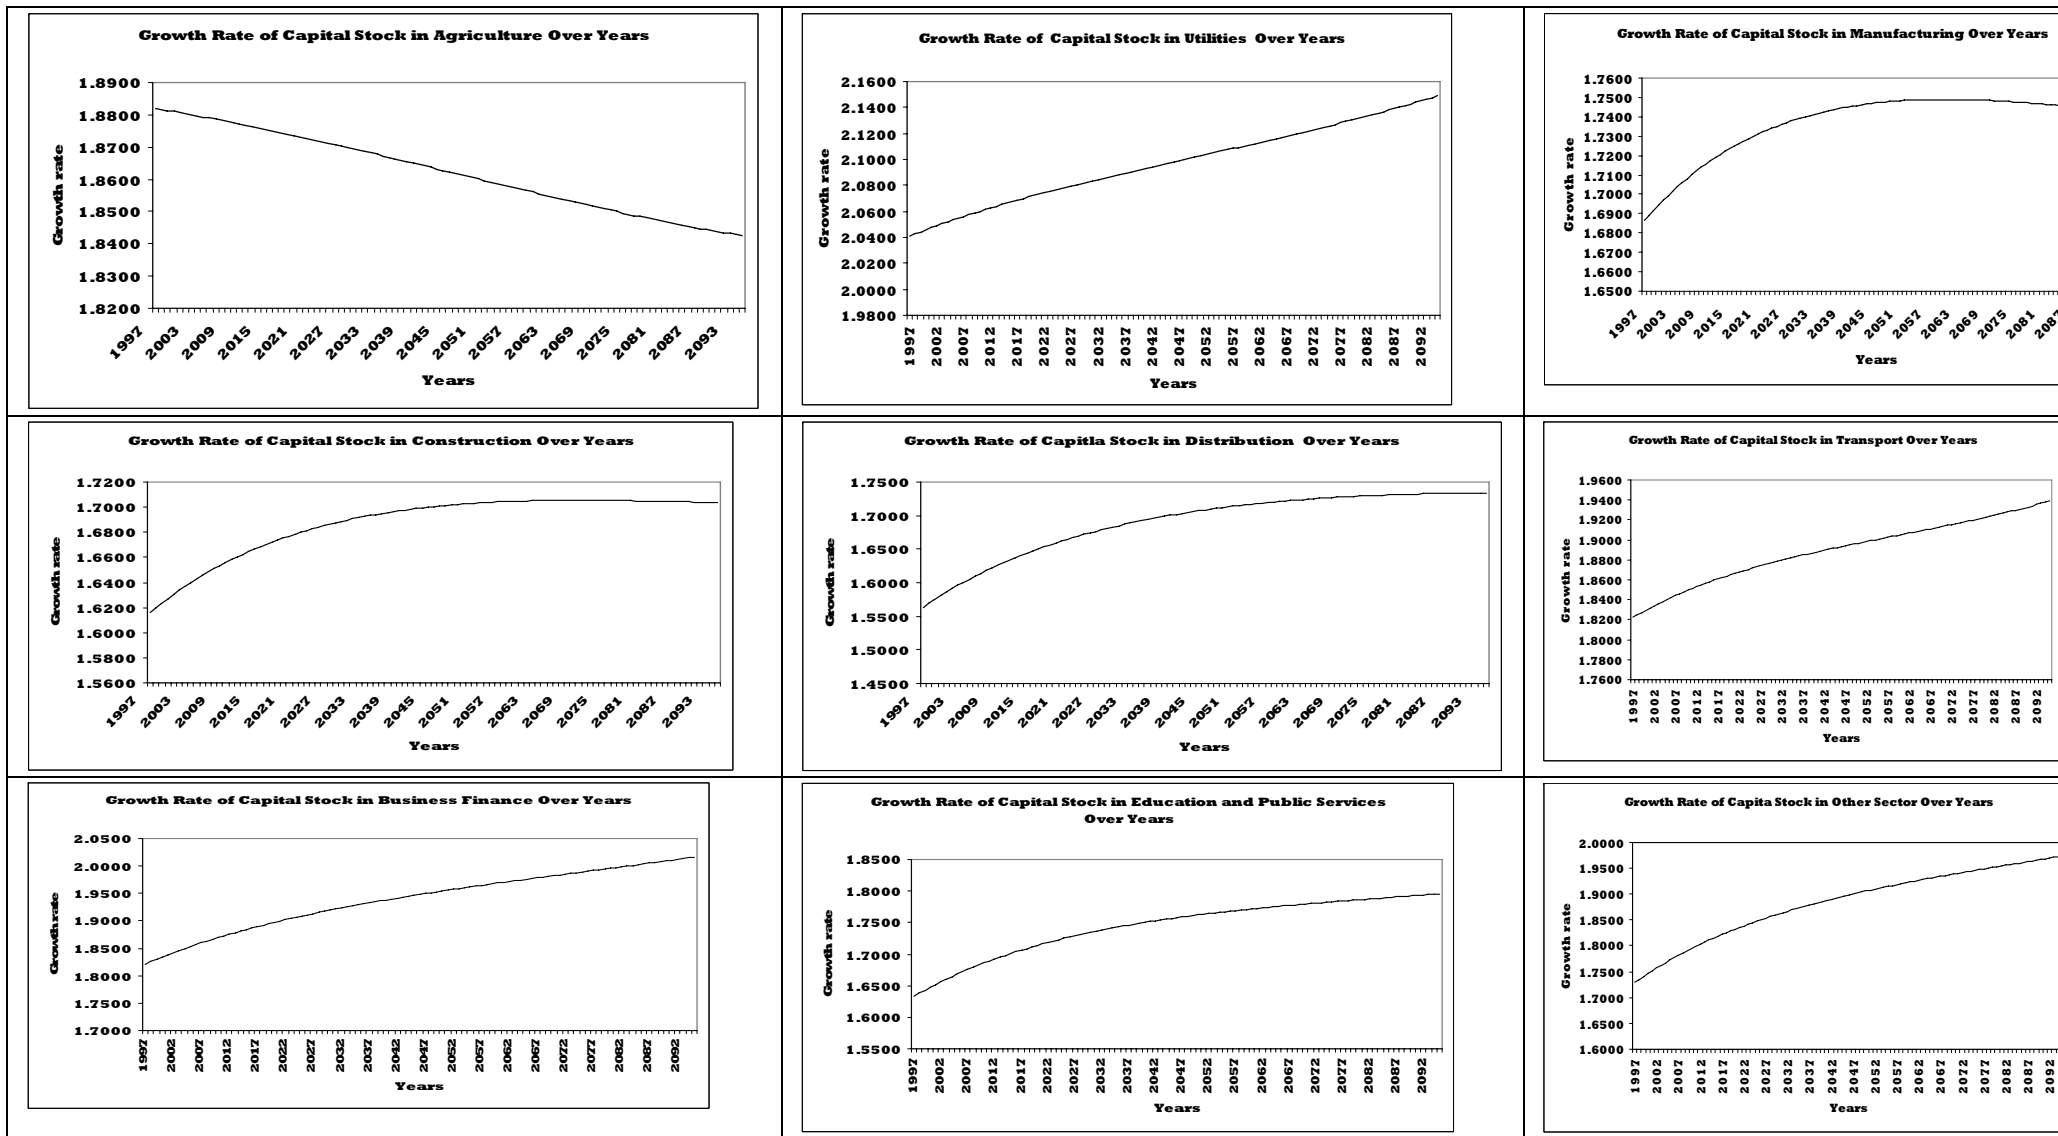 Growth Rate of Capital Stock in Agriculture Over Years
1.8900
1.8800
1.8700
1.8600
1.8500
1.8400
1.8300
1.8200
Growth rate
1997 2003 2009 2015 2021 2027 2033 2039 2045 2051 2057 2063 2069 2075 2081 2087 2093
Years
Growth Rate of Capital Stock in Utilities Over Years
2.1600
2.1400
2.1200
2.1000
2.0800
2.0600
2.0400
2.0200
2.0000
1.9800
Growth rate
1997 2002 2007 2012 2017 2022 2027 2032 2037 2042 2047 2052 2057 2062 2067 2072 2077 2082 2087 2092
Years
Growth Rate of Capital Stock in Manufacturing Over Years
1.7600
1.7500
1.7400
1.7300
1.7200
1.7100
1.7000
1.6900
1.6800
1.6700
1.6600
1.6500
Growth rate
1997 2003 2009 2015 2021 2027 2033 2039 2045 2051 2057 2063 2069 2075 2081 2087
Years
Growth Rate of Capital Stock in Construction Over Years
1.7200
1.7000
1.6800
1.6600
1.6400
1.6200
1.6000
1.5800
1.5600
Growth rate
1997 2003 2009 2015 2021 2027 2033 2039 2045 2051 2057 2063 2069 2075 2081 2087 2093
Years
Growth Rate of Capitla Stock in Distribution Over Years
1.7500
1.7000
1.6500
1.6000
1.5500
1.5000
1.4500
Growth rate
1997 2003 2009 2015 2021 2027 2033 2039 2045 2051 2057 2063 2069 2075 2081 2087 2093
Years
Growth Rate of Capital Stock in Transport Over Years
1.9600
1.9400
1.9200
1.9000
1.8800
1.8600
1.8400
1.8200
1.8000
1.7800
1.7600
Growth rate
1997 2002 2007 2012 2017 2022 2027 2032 2037 2042 2047 2052 2057 2062 2067 2072 2077 2082 2087 2092
Years
Growth Rate of Capital Stock in Business Finance Over Years
2.0500
2.0000
1.9500
1.9000
1.8500
1.8000
1.7500
1.7000
Growth rate
1997 2002 2007 2012 2017 2022 2027 2032 2037 2042 2047 2052 2057 2062 2067 2072 2077 2082 2087 2092
Years
Growth Rate of Capital Stock in Education and Public Services
Over Years
1.8500
1.8000
1.7500
1.7000
1.6500
1.6000
1.5500
Growth rate
1997 2002 2007 2012 2017 2022 2027 2032 2037 2042 2047 2052 2057 2062 2067 2072 2077 2082 2087 2092
Years
Growth Rate of Capita Stock in Other Sector Over Years
2.0000
1.9500
1.9000
1.8500
1.8000
1.7500
1.7000
1.6500
1.6000
Growth rate
1997 2002 2007 2012 2017 2022 2027 2032 2037 2042 2047 2052 2057 2062 2067 2072 2077 2082 2087 2092
Years